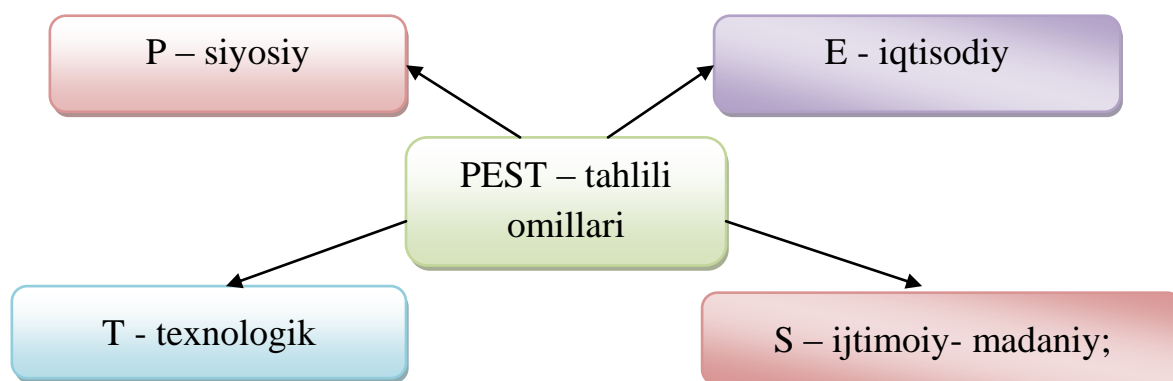 P – siyosiy
E - iqtisodiy
PEST – tahlili
omillari
T - texnologik
S – ijtimoiy- madaniy;